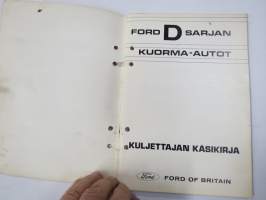 FORD D SARJAN
KUORMA-AUTOT
KULJETTAJAN KÄSIKIRJA
Ford FORD OF BRITAIN